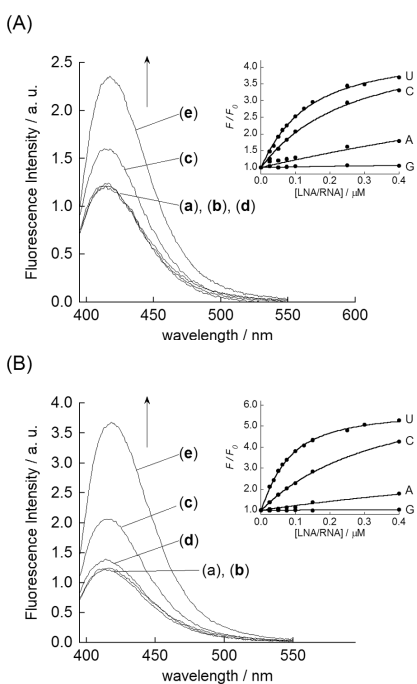 (A)
Fluorescence Intensity / a. u.
2.5
2.0
1.5
1.0
0.5
0.0
400 450 500 550 600
wavelength / nm
(e)
(c)
(a), (b), (d)
F / F0
4.0
3.5
3.0
2.5
2.0
1.5
1.0
0.5
0.0 0.1 0.2 0.3 0.4
[LNA/RNA] / μM
U
C
A
G
(B)
Fluorescence Intensity / a. u.
4.0
3.5
3.0
2.5
2.0
1.5
1.0
0.5
0.0
400 450 500 550
wavelength / nm
(e)
(c)
(d)
(a), (b)
F / F0
6.0
5.0
4.0
3.0
2.0
1.0
0.0 0.1 0.2 0.3 0.4
[LNA/RNA] / μM
U
C
A
G